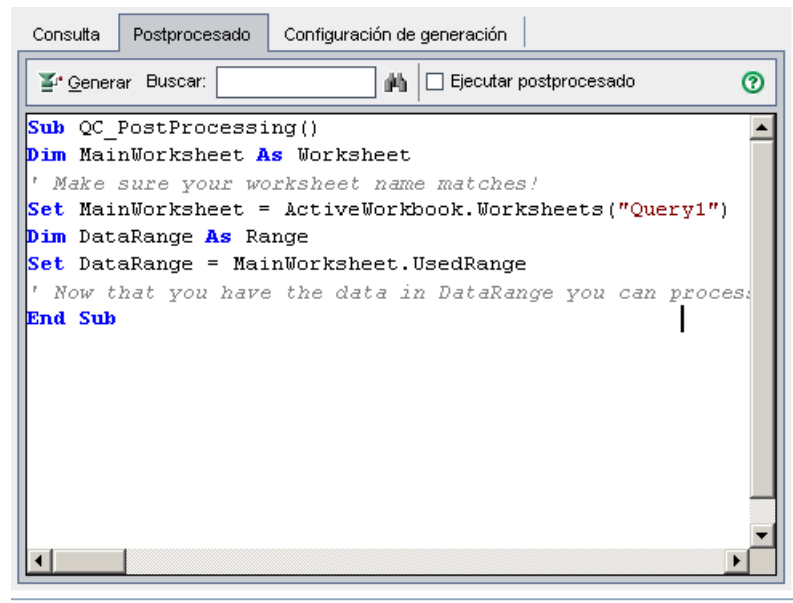 Consulta Postprocesado Configuración de generación
Generar Buscar: Ejecutar postprocesado ?
Sub QC_PostProcessing()
Dim MainWorksheet As Worksheet
' Make sure your worksheet name matches!
Set MainWorksheet = ActiveWorkbook.Worksheets("Query1")
Dim DataRange As Range
Set DataRange = MainWorksheet.UsedRange
' Now that you have the data in DataRange you can proces
End Sub